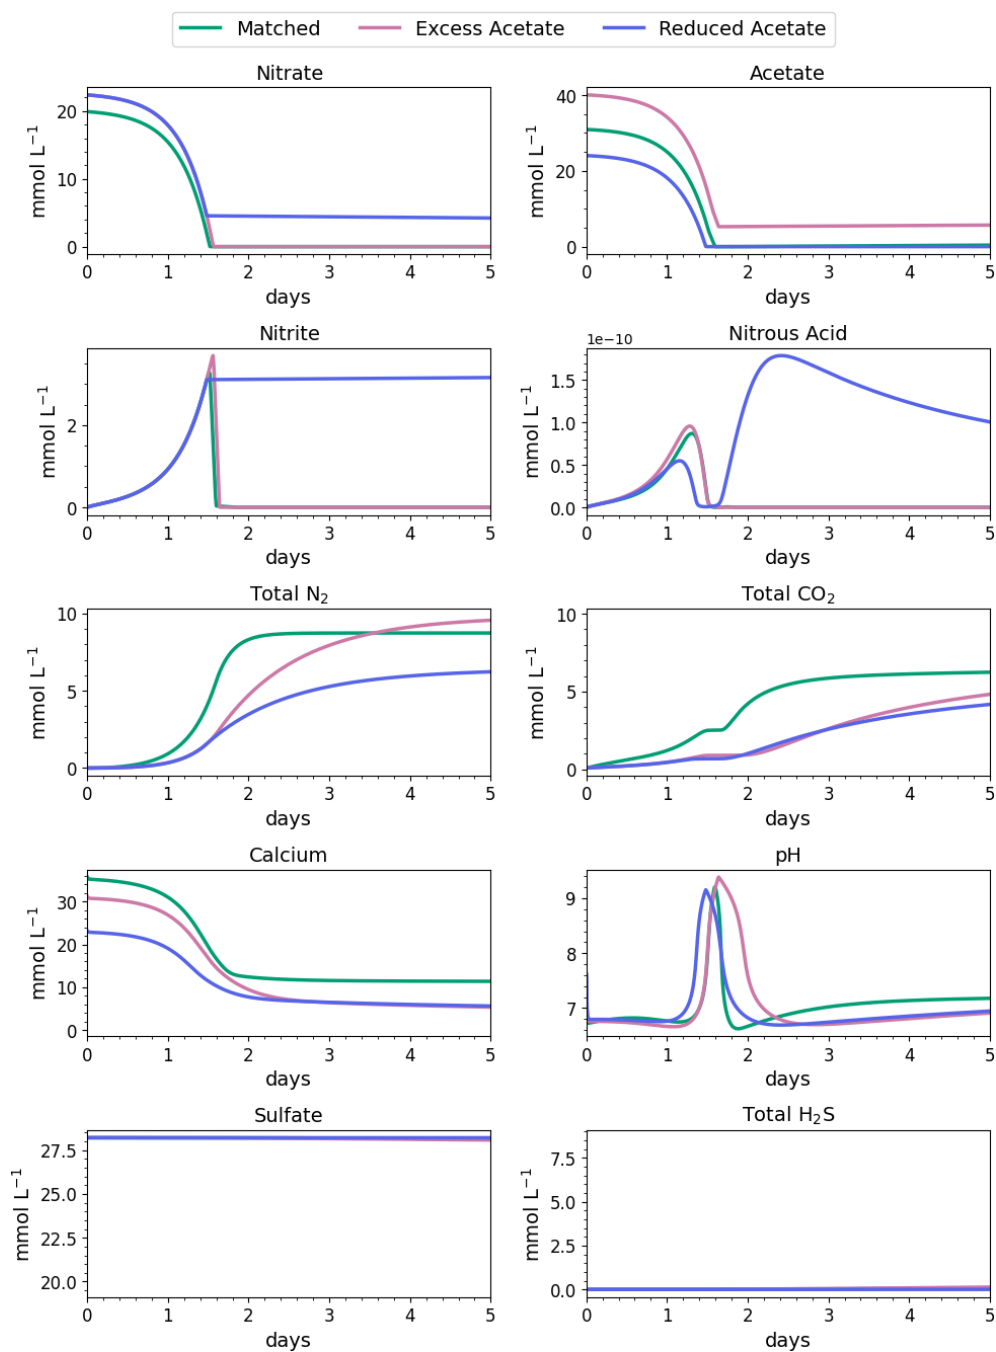 Matched Excess Acetate Reduced Acetate
Nitrate
mmol L⁻¹
20
10
0
0 1 2 3 4 5
days
Acetate
mmol L⁻¹
40
20
0
0 1 2 3 4 5
days
Nitrite
mmol L⁻¹
2
0
0 1 2 3 4 5
days
Nitrous Acid
1e−10
mmol L⁻¹
1.5
1.0
0.5
0.0
0 1 2 3 4 5
days
Total N₂
mmol L⁻¹
10
5
0
0 1 2 3 4 5
days
Total CO₂
mmol L⁻¹
10
5
0
0 1 2 3 4 5
days
Calcium
mmol L⁻¹
30
20
10
0
0 1 2 3 4 5
days
pH
9
8
7
0 1 2 3 4 5
days
Sulfate
mmol L⁻¹
27.5
25.0
22.5
20.0
0 1 2 3 4 5
days
Total H₂S
mmol L⁻¹
7.5
5.0
2.5
0.0
0 1 2 3 4 5
days